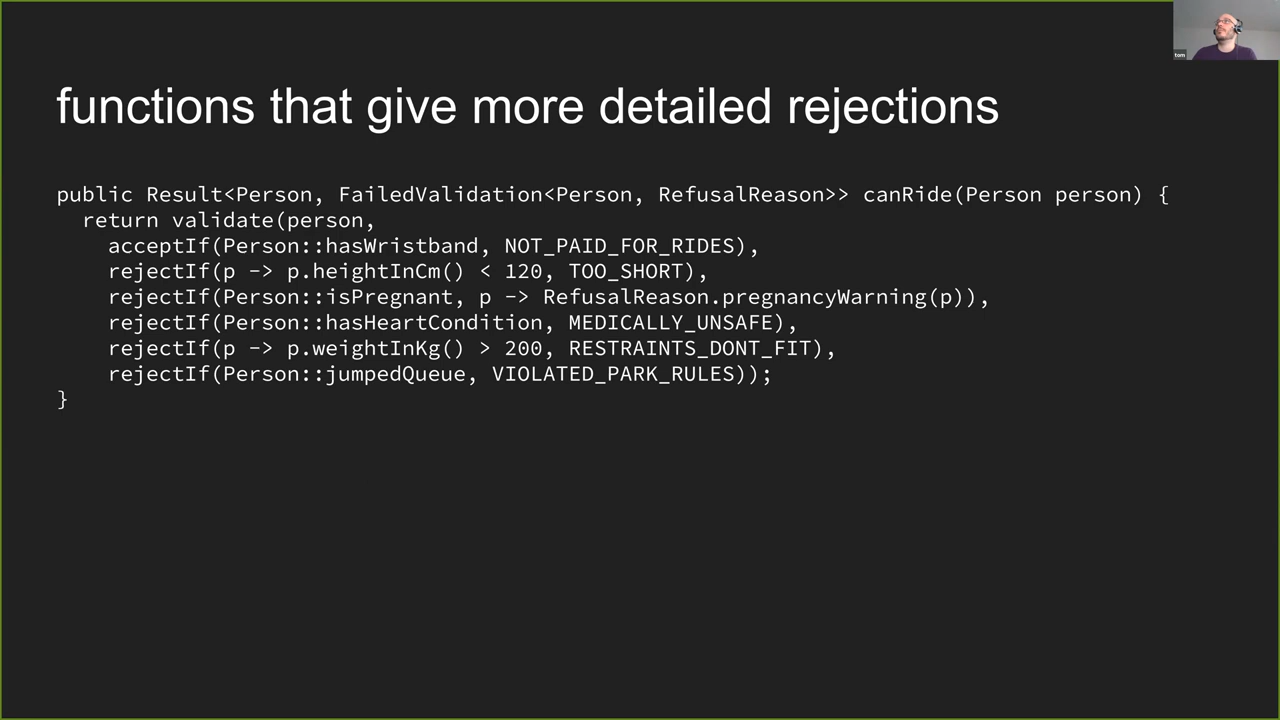 tom
functions that give more detailed rejections
public Result<Person, FailedValidation<Person, RefusalReason>> canRide(Person person) {
  return validate(person,
    acceptIf(Person::hasWristband, NOT_PAID_FOR_RIDES),
    rejectIf(p -> p.heightInCm() < 120, TOO_SHORT),
    rejectIf(Person::isPregnant, p -> RefusalReason.pregnancyWarning(p)),
    rejectIf(Person::hasHeartCondition, MEDICALLY_UNSAFE),
    rejectIf(p -> p.weightInKg() > 200, RESTRAINTS_DONT_FIT),
    rejectIf(Person::jumpedQueue, VIOLATED_PARK_RULES));
}